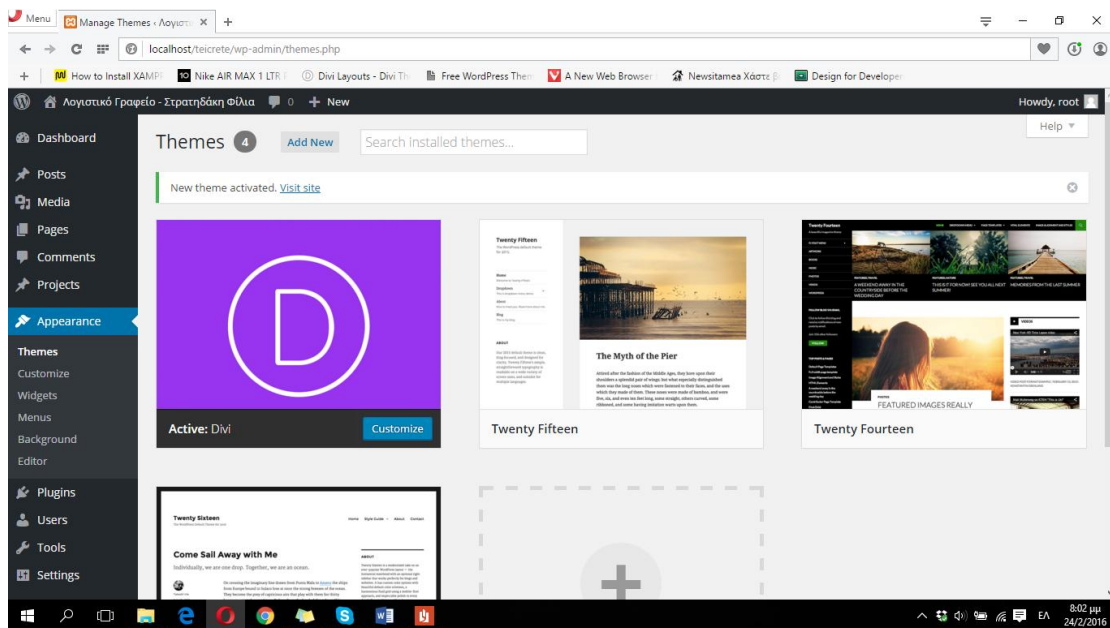 Menu
Manage Themes ‹ Λογιστι
localhost/teicrete/wp-admin/themes.php
How to Install XAMP
Nike AIR MAX 1 LTR
Divi Layouts - Divi Th
Free WordPress Them
A New Web Browser
Newsitamea Χάστε β
Design for Developer
Λογιστικό Γραφείο - Στρατηδάκη Φίλια
0
New
Howdy, root
Help
Dashboard
Posts
Media
Pages
Comments
Projects
Appearance
Themes
Customize
Widgets
Menus
Background
Editor
Plugins
Users
Tools
Settings
Themes 4 Add New Search installed themes...
New theme activated. Visit site
D
Active: Divi
Customize
Twenty Fifteen
The Myth of the Pier
Twenty Fifteen
Twenty Fourteen
FEATURED IMAGES REALLY
Twenty Fourteen
Twenty Sixteen
Come Sail Away with Me
Individually, we are one drop. Together, we are an ocean.
ΕΛ
8:02 μμ
24/2/2016